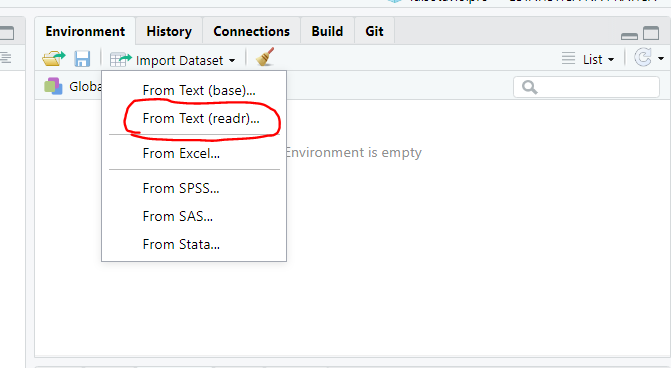 Environment History Connections Build Git
Import Dataset List
Globa
From Text (base)...
From Text (readr)...
From Excel...
Environment is empty
From SPSS...
From SAS...
From Stata...